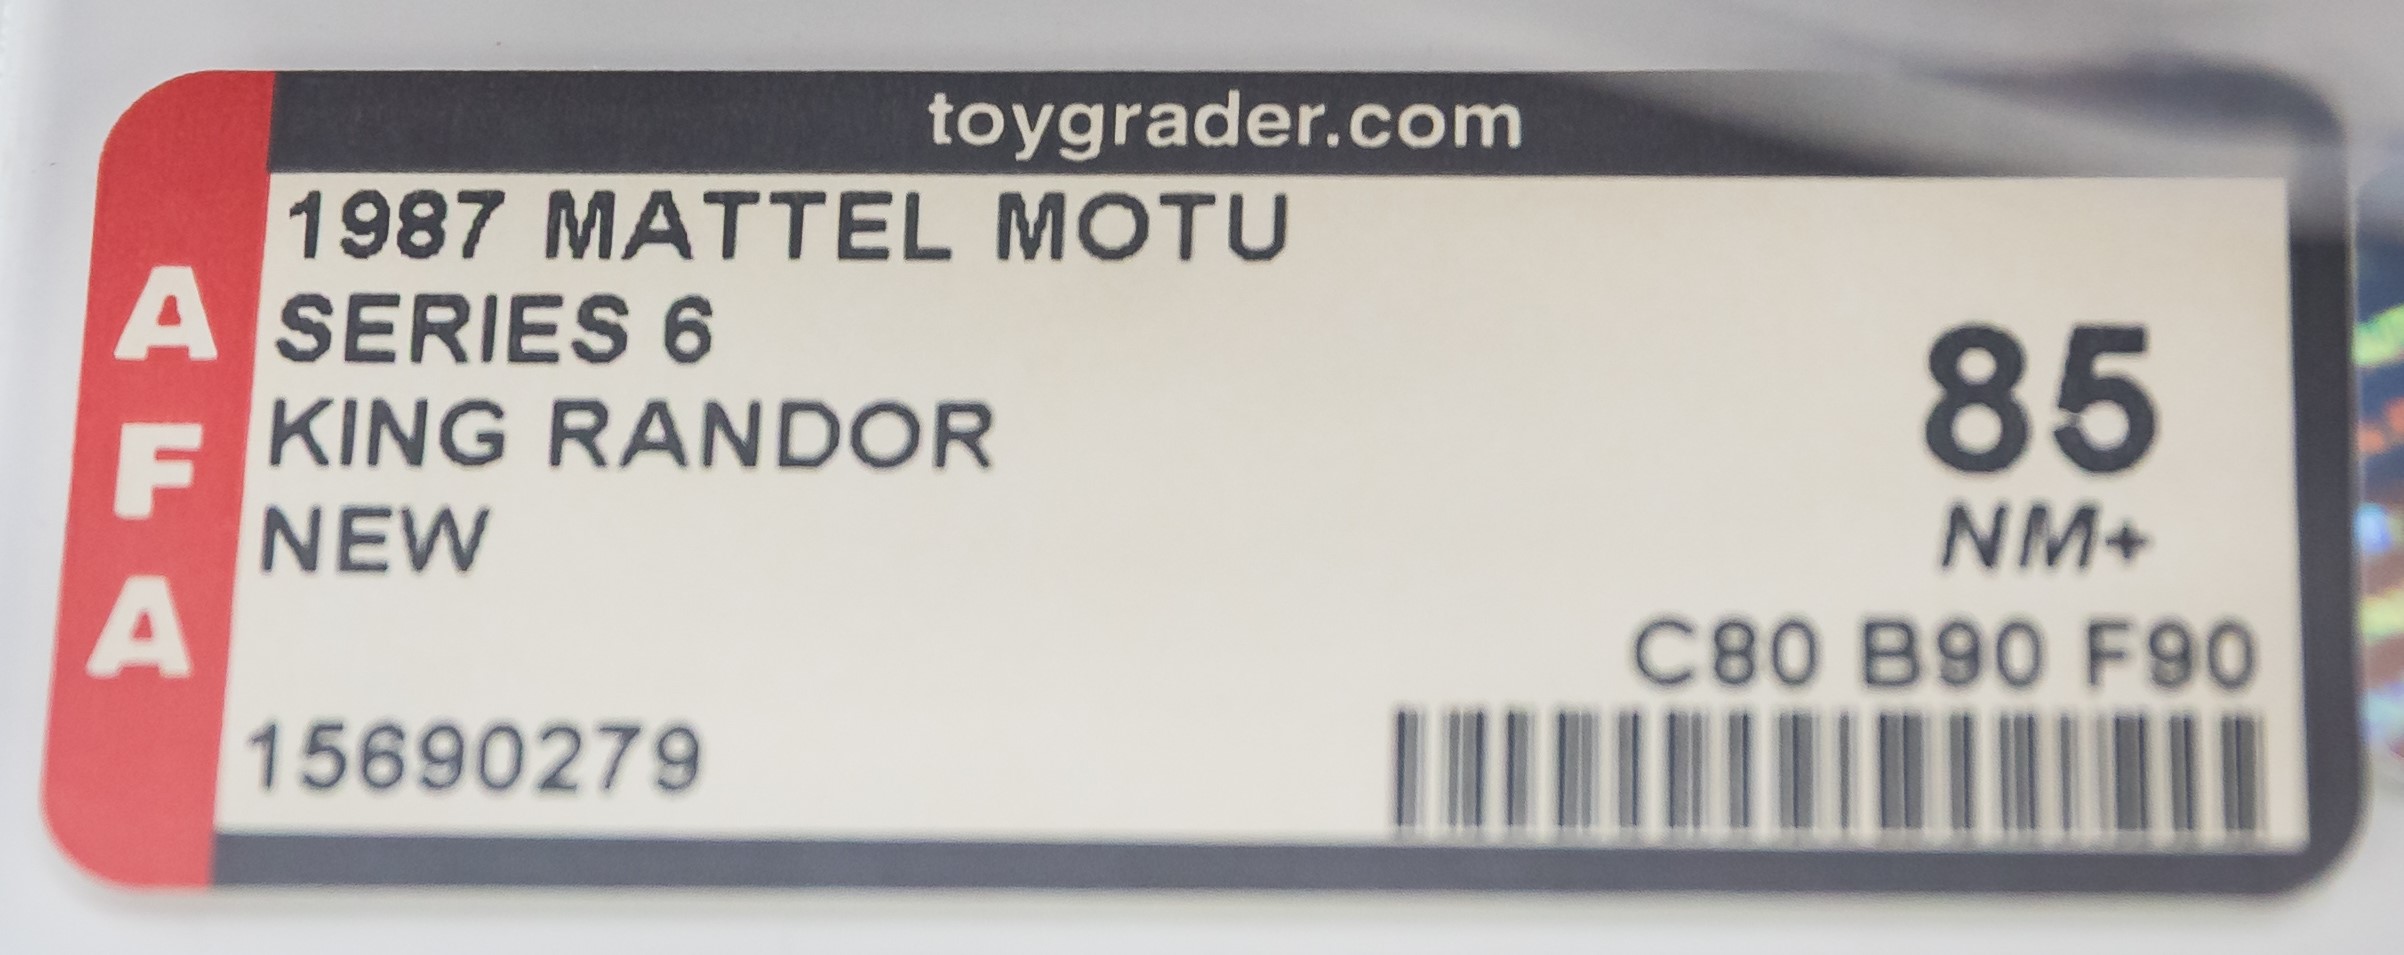 toygrader.com
AFA
1987 MATTEL MOTU
SERIES 6
KING RANDOR
NEW
85
NM+
C80 B90 F90
15690279